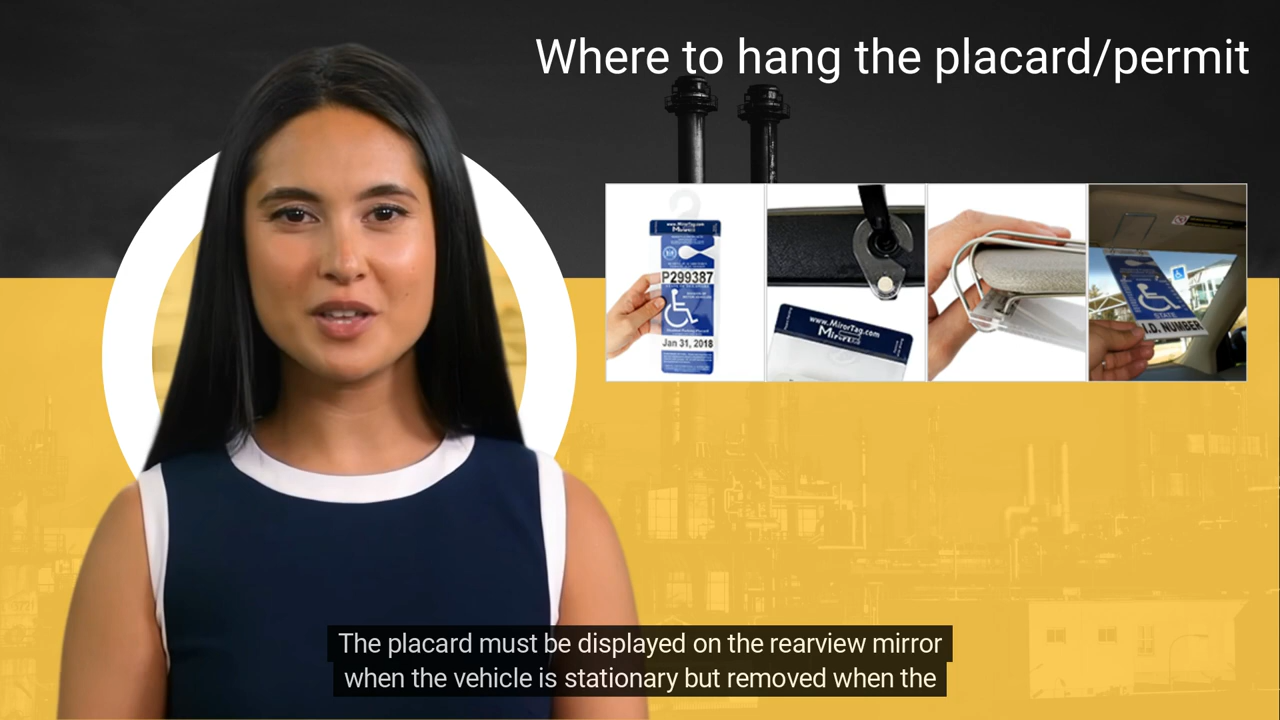 Where to hang the placard/permit
www.MirorTag.com
P299387
Jan 31, 2018
www.MirorTag.com
STATE
I.D. NUMBER
The placard must be displayed on the rearview mirror
when the vehicle is stationary but removed when the